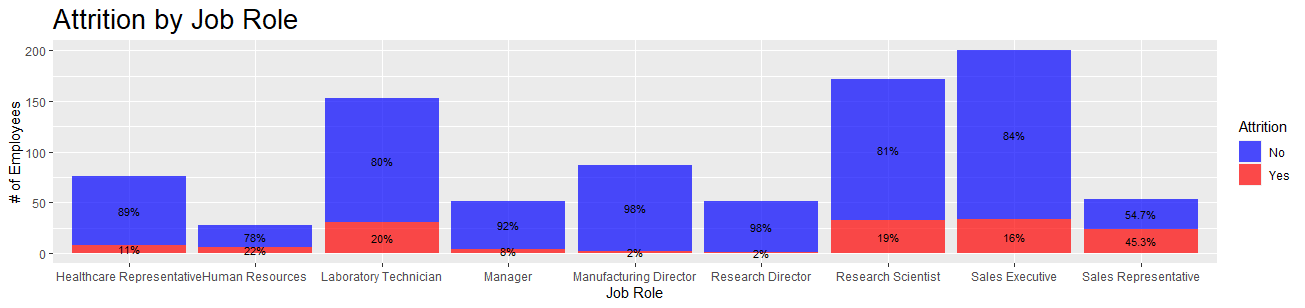 Attrition by Job Role
# of Employees
200
150
100
50
0
89%
11%
78%
22%
80%
20%
92%
8%
98%
2%
98%
2%
81%
19%
84%
16%
54.7%
45.3%
Healthcare Representative
Human Resources
Laboratory Technician
Manager
Manufacturing Director
Research Director
Research Scientist
Sales Executive
Sales Representative
Job Role
Attrition
No
Yes